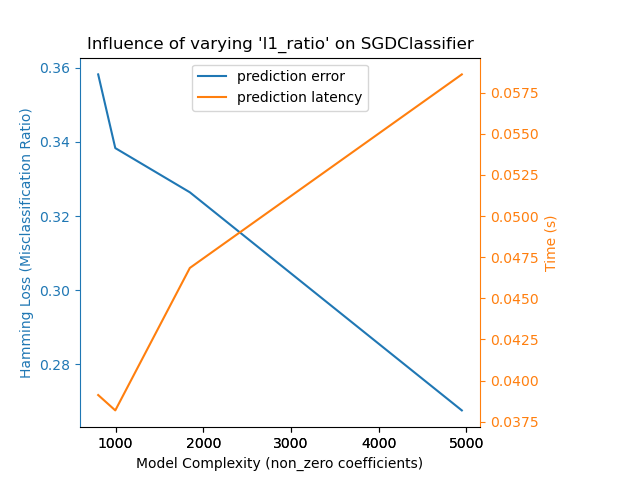 Influence of varying 'l1_ratio' on SGDClassifier
prediction error
prediction latency
Hamming Loss (Misclassification Ratio)
0.36
0.34
0.32
0.30
0.28
0.0575
0.0550
0.0525
0.0500
0.0475
0.0450
0.0425
0.0400
0.0375
Time (s)
1000 2000 3000 4000 5000
Model Complexity (non_zero coefficients)